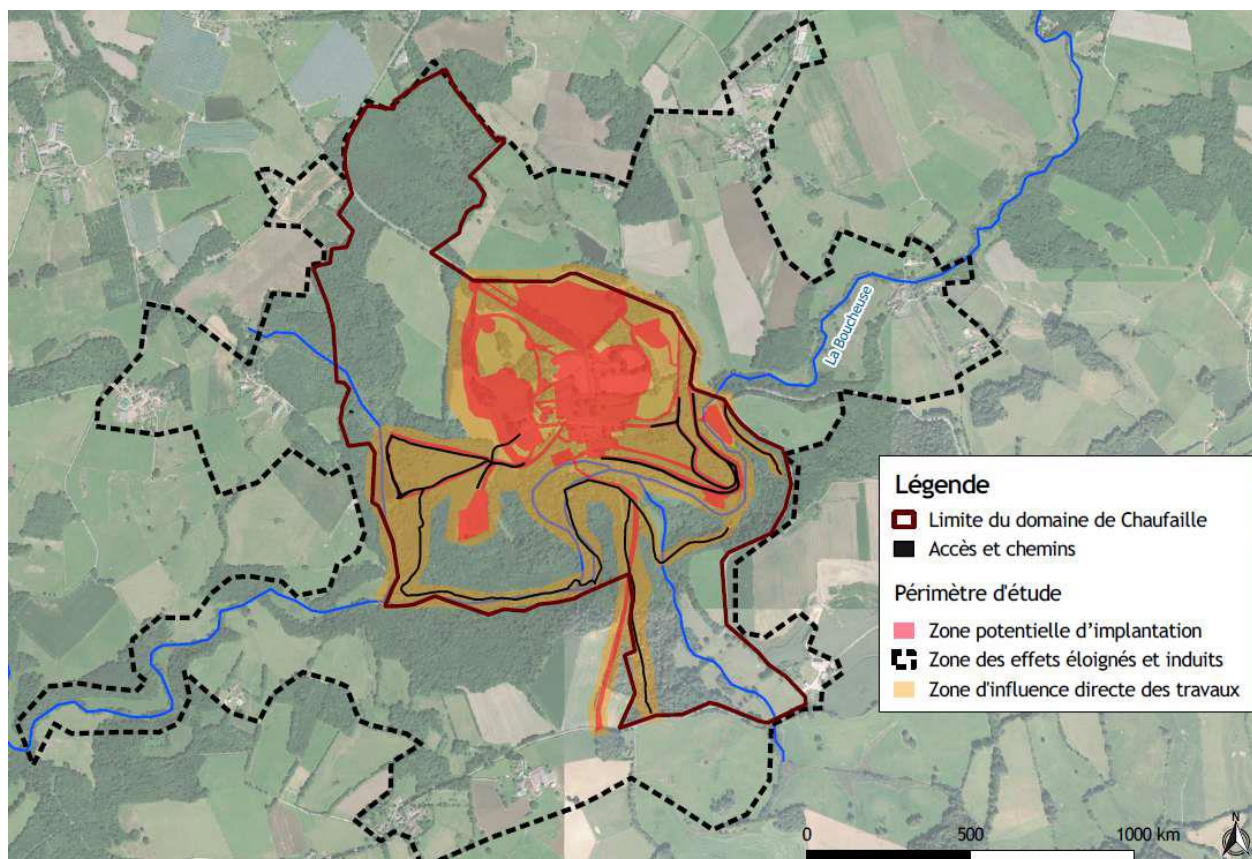 La Boucheuse
Légende
Limite du domaine de Chaufaille
Accès et chemins
Périmètre d'étude
Zone potentielle d’implantation
Zone des effets éloignés et induits
Zone d'influence directe des travaux
0 500 1000 km
N